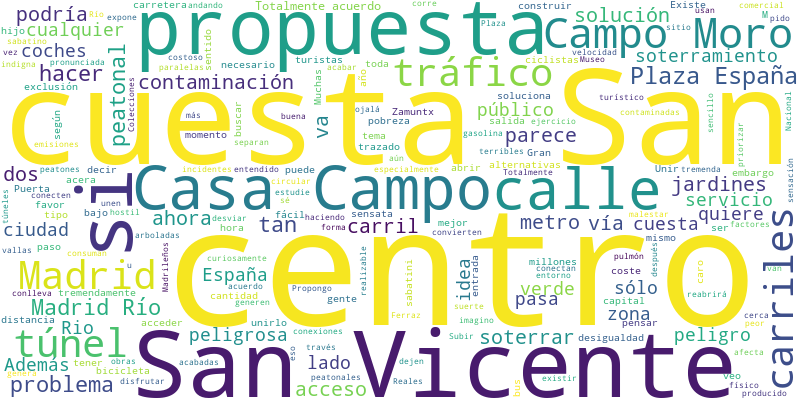 podría
propuesta
Campo Moro
cuesta San
centro
San Vicente
Casa Campo
calle
si
tráfico
Madrid
túnel
carriles
Totalmente acuerdo
carretera
andando
expone
Rio
hijo
sabatino
vez
cualquier
coches
hacer
peatonal
indigna
pronunciada
paralelas
costoso
Museo
exclusión
contaminación
sentido
necesario
turistas
corre
Plaza
comercial
M
pido
construir
Existe
usan
sitio
solución
soterramiento
velocidad
ciclistas
Plaza España
toda
acabar
año
Muchas
ojalá
Colecciones
más
según
buscar
separan
momento
emisiones
buena
va
pobreza
tema
trazado
aún
Zamuntx
público
soluciona
salida
ejercicio
gasolina
terribles
Gran
parece
turístico
contaminadas
sencillo
priorizar
Nacional
embargo
Unir
tremenda
sensación
peatones
decir
acera
dos
Puerta
favor
conecten
unen
tipo
bajo
hostil
túneles
vallas
paso
ciudad
incidentes
entendido
circular
estudie
sé
puede
desviar
hora
ahora
fácil
haciendo
forma
tan
carril
sensata
especialmente
alternativas
abrir
Totalmente
mejor
convierten
metro
vía
cuesta
jardines
servicio
quiere
malestar
ser
factores
mismo
arboladas
Madrileños
consuman
u
curiosamente
España
acuerdo
cantidad
generen
Propongo
gente
realizable
coste
entrada
idea
millones
conectan
entorno
verde
pasa
sólo
zona
capital
pensar
después
pulmón
caro
reabrirá
van
cerca
peor
afecta
físico
producido
conlleva
tremendamente
Madrid Río
Rio
distancia
Además
tener
genera
problema
bicicleta
disfrutar
obras
acabadas
acceder
peligrosa
unirlo
conexiones
través
lado
eso
peatonales
acceso
Ferraz
sabatini
suerte
imagino
Subir
dejen
Reales
bus
soterrar
desigualdad
existir
peligro
veo